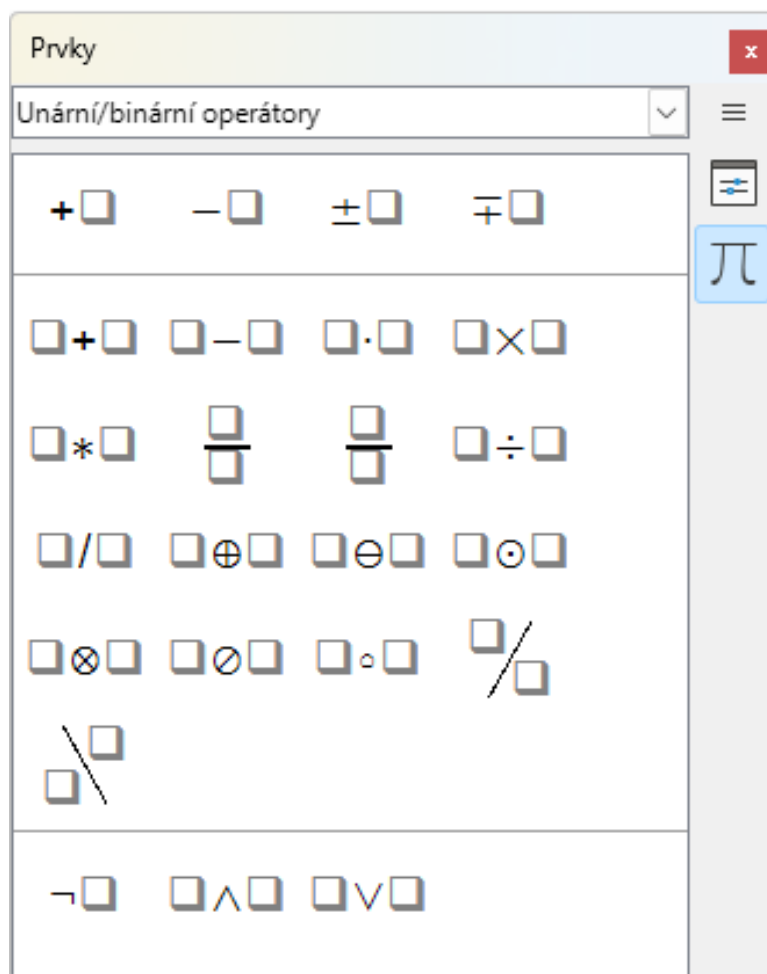 Prvky
Unární/binární operátory
+❏ −❏ ±❏ ∓❏
❏+❏ ❏−❏ ❏·❏ ❏×❏
❏∗❏ ❏/❏ ❏/❏ ❏÷❏
❏/❏ ❏⊕❏ ❏⊖❏ ❏⊙❏
❏⊗❏ ❏⊘❏ ❏∘❏ ❏∕❏
❏∖❏
¬❏ ❏∧❏ ❏∨❏